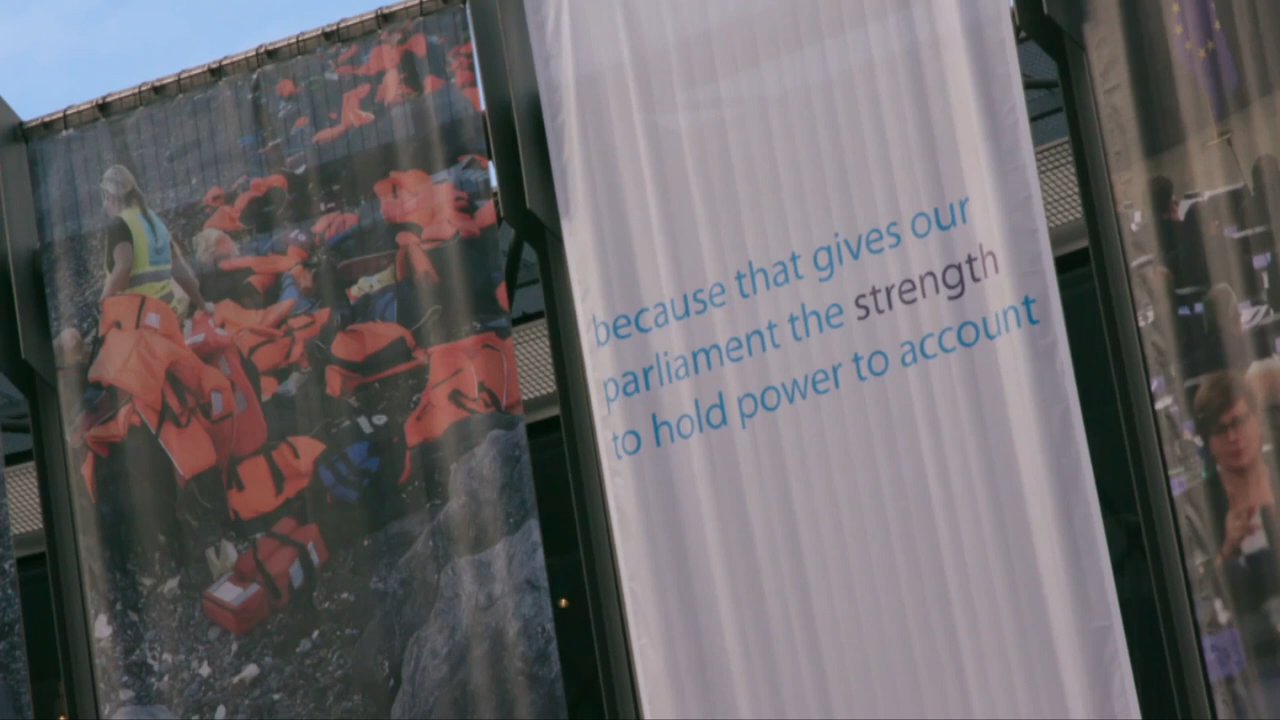 because that gives our
parliament the strength
to hold power to account